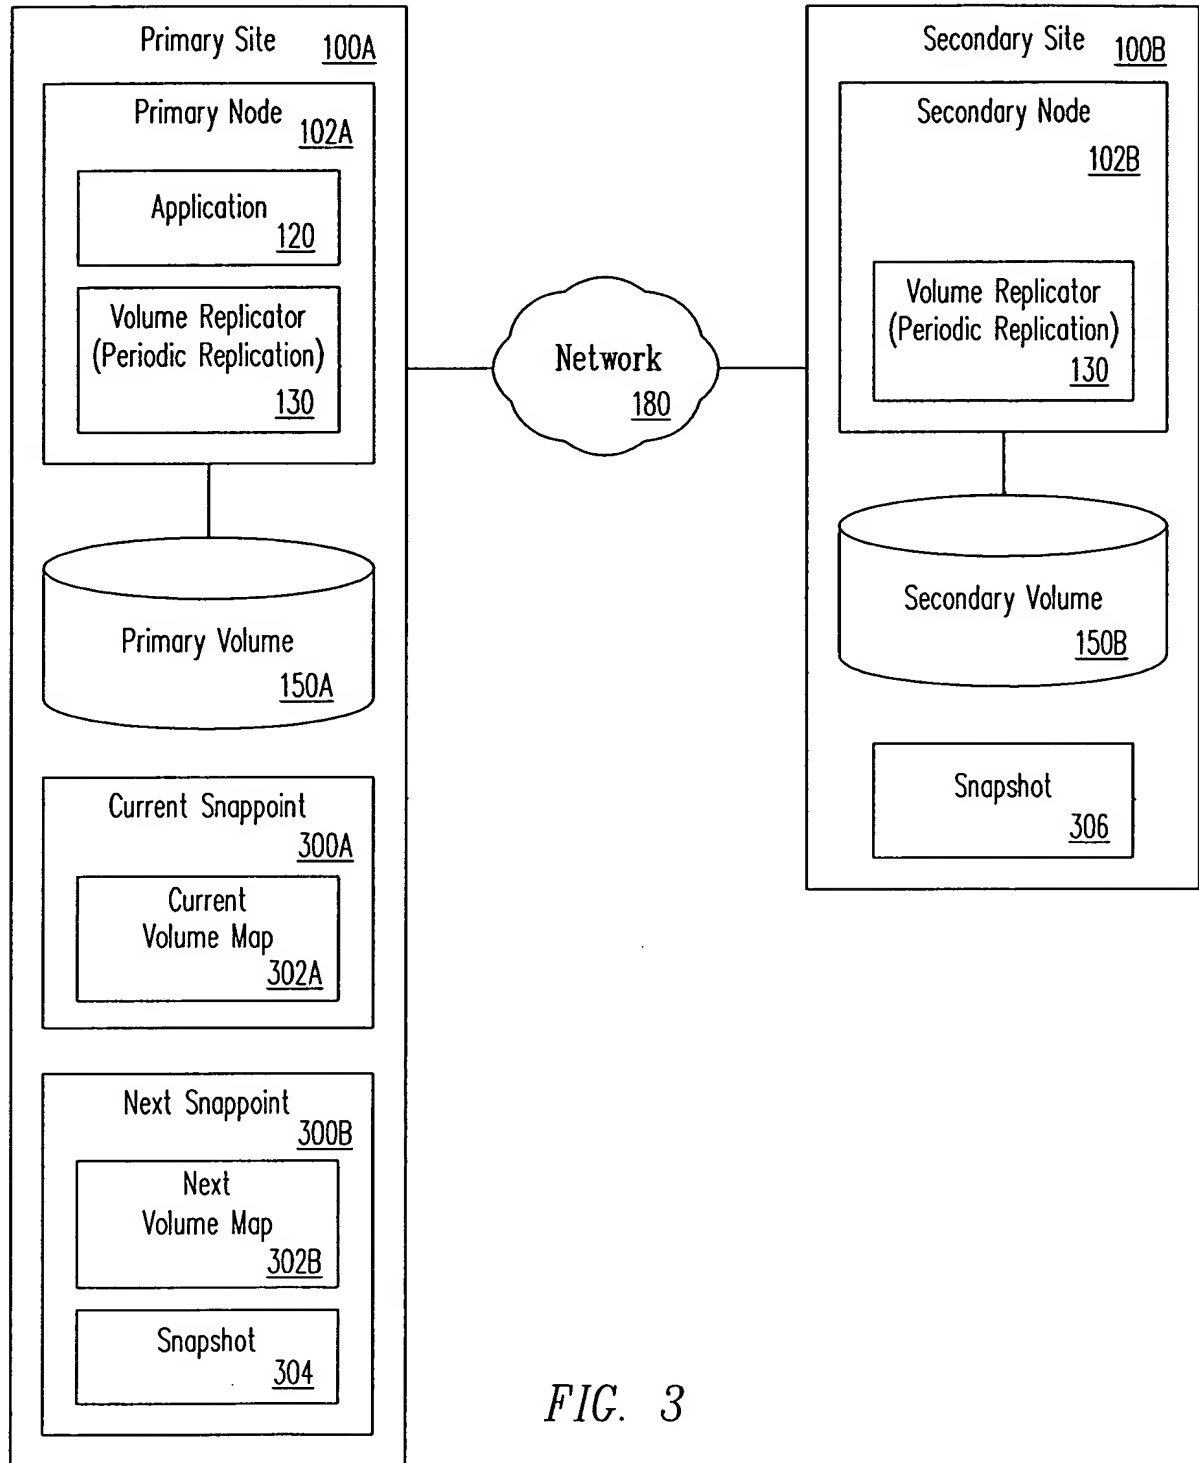 Primary Site
100A
Primary Node
102A
Application
120
Volume Replicator
(Periodic Replication)
130
Primary Volume
150A
Current Snappoint
300A
Current
Volume Map
302A
Next Snappoint
300B
Next
Volume Map
302B
Snapshot
304
Network
180
Secondary Site
100B
Secondary Node
102B
Volume Replicator
(Periodic Replication)
130
Secondary Volume
150B
Snapshot
306
FIG. 3